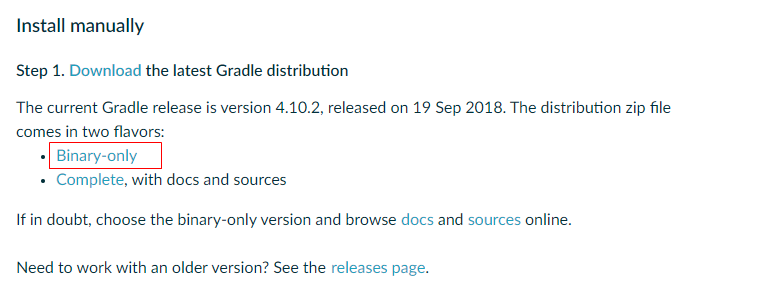 Install manually
Step 1. Download the latest Gradle distribution
The current Gradle release is version 4.10.2, released on 19 Sep 2018. The distribution zip file
comes in two flavors:
• Binary-only
• Complete, with docs and sources
If in doubt, choose the binary-only version and browse docs and sources online.
Need to work with an older version? See the releases page.